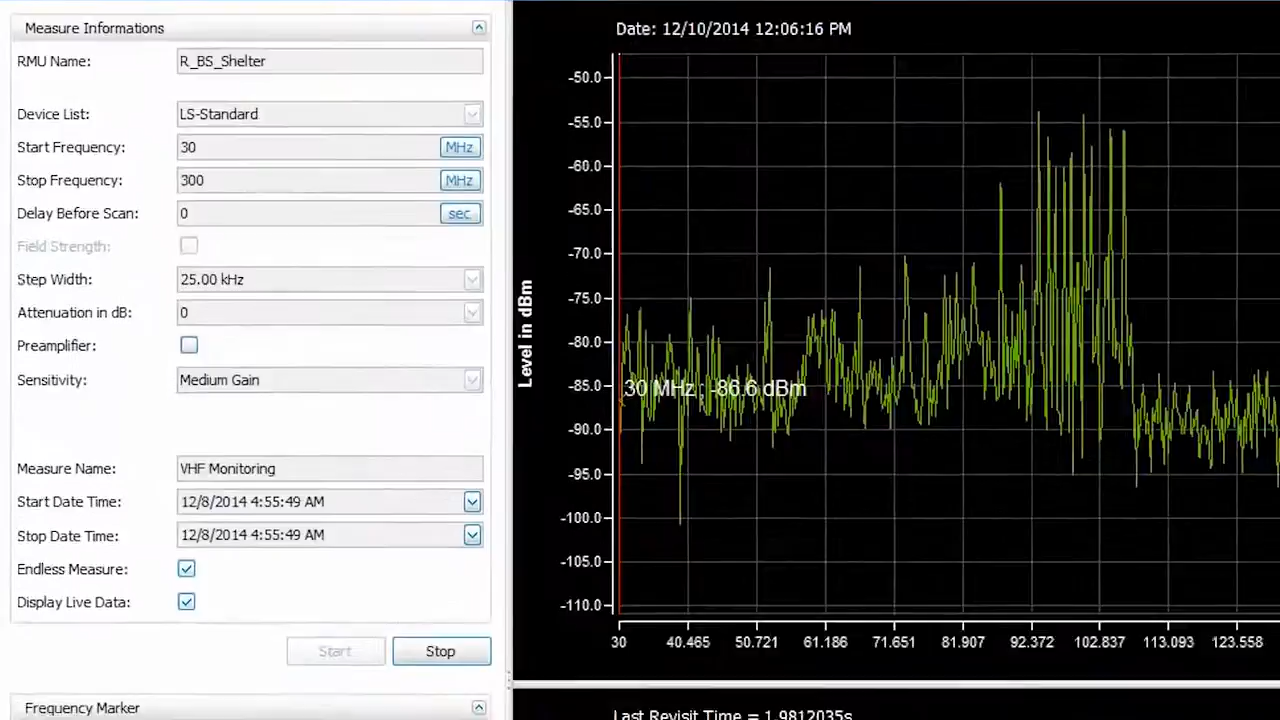 Measure Informations
RMU Name: R_BS_Shelter
Device List: LS-Standard
Start Frequency: 30 MHz
Stop Frequency: 300 MHz
Delay Before Scan: 0 sec
Field Strength:
Step Width: 25.00 kHz
Attenuation in dB: 0
Preamplifier:
Sensitivity: Medium Gain
Measure Name: VHF Monitoring
Start Date Time: 12/8/2014 4:55:49 AM
Stop Date Time: 12/8/2014 4:55:49 AM
Endless Measure:
Display Live Data:
Start Stop
Frequency Marker
Date: 12/10/2014 12:06:16 PM
Level in dBm
-50.0
-55.0
-60.0
-65.0
-70.0
-75.0
-80.0
-85.0
-90.0
-95.0
-100.0
-105.0
-110.0
30 MHz ; -86.6 dBm
30 40.465 50.721 61.186 71.651 81.907 92.372 102.837 113.093 123.558
Last Revisit Time = 1.9812035s